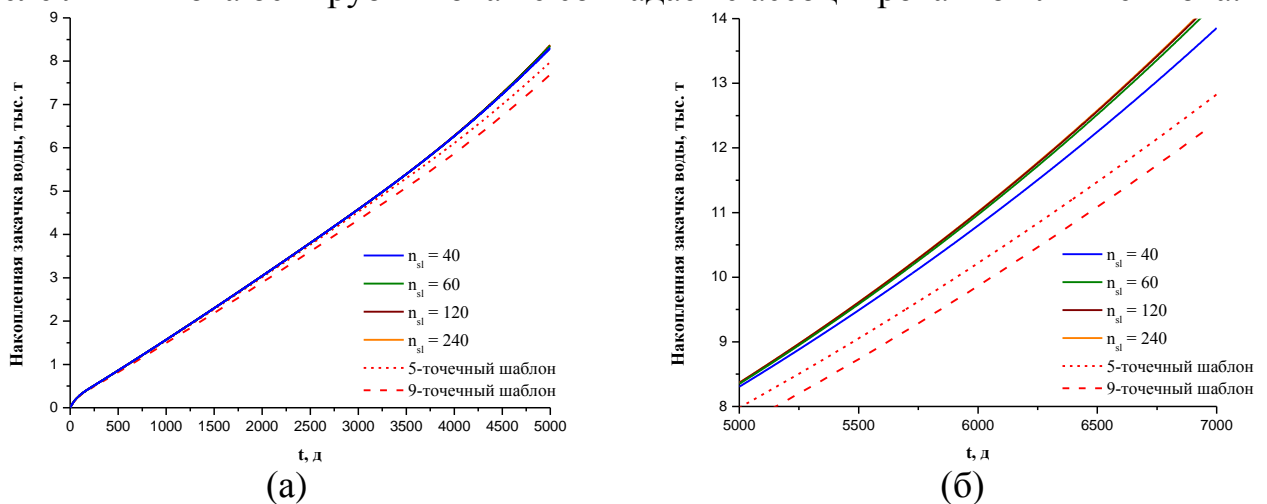 9
8
7
6
5
4
3
2
1
0
Накопленная закачка воды, тыс. т
n_sl = 40
n_sl = 60
n_sl = 120
n_sl = 240
5-точечный шаблон
9-точечный шаблон
0 500 1000 1500 2000 2500 3000 3500 4000 4500 5000
t, д
(а)
14
13
12
11
10
9
8
Накопленная закачка воды, тыс. т
n_sl = 40
n_sl = 60
n_sl = 120
n_sl = 240
5-точечный шаблон
9-точечный шаблон
5000 5500 6000 6500 7000
t, д
(б)